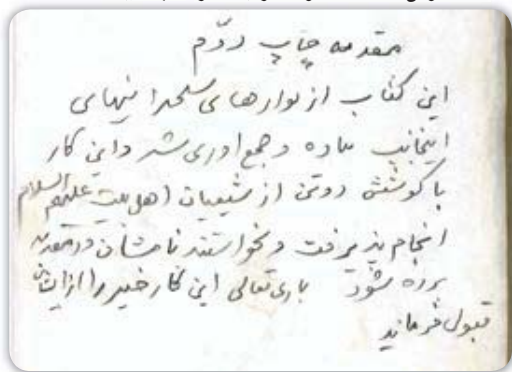 مقدمه چاپ دوّم
این کتاب از نوارهای سخنرانیهای
اینجانب پیاده و جمع‌آوری شد و این کار
با کوشش دو تن از شیعیان اهل بیت علیهم السلام
انجام پذیرفت و نخواستند نامشان در مقدمه
برده شود باری تعالی این کار خیر را از ایشان
قبول فرماید